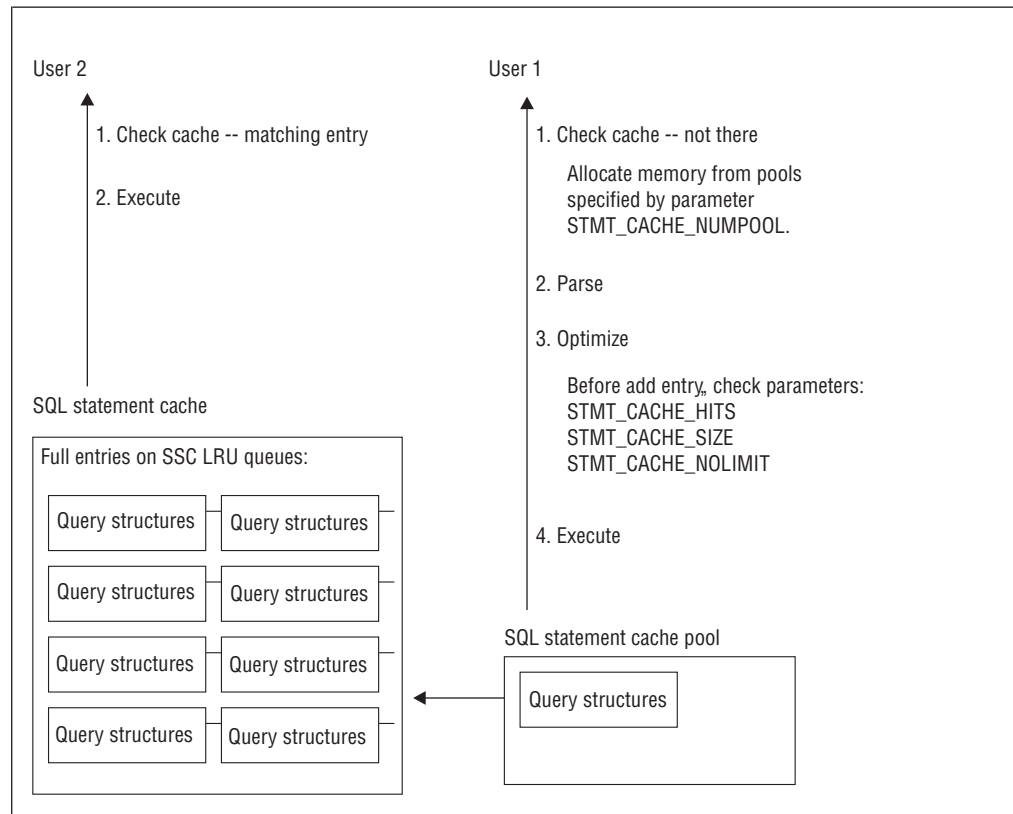 User 2
1. Check cache -- matching entry
2. Execute
SQL statement cache
Full entries on SSC LRU queues:
Query structures
Query structures
Query structures
Query structures
Query structures
Query structures
Query structures
Query structures
User 1
1. Check cache -- not there
Allocate memory from pools
specified by parameter
STMT_CACHE_NUMPOOL.
2. Parse
3. Optimize
Before add entry,, check parameters:
STMT_CACHE_HITS
STMT_CACHE_SIZE
STMT_CACHE_NOLIMIT
4. Execute
SQL statement cache pool
Query structures